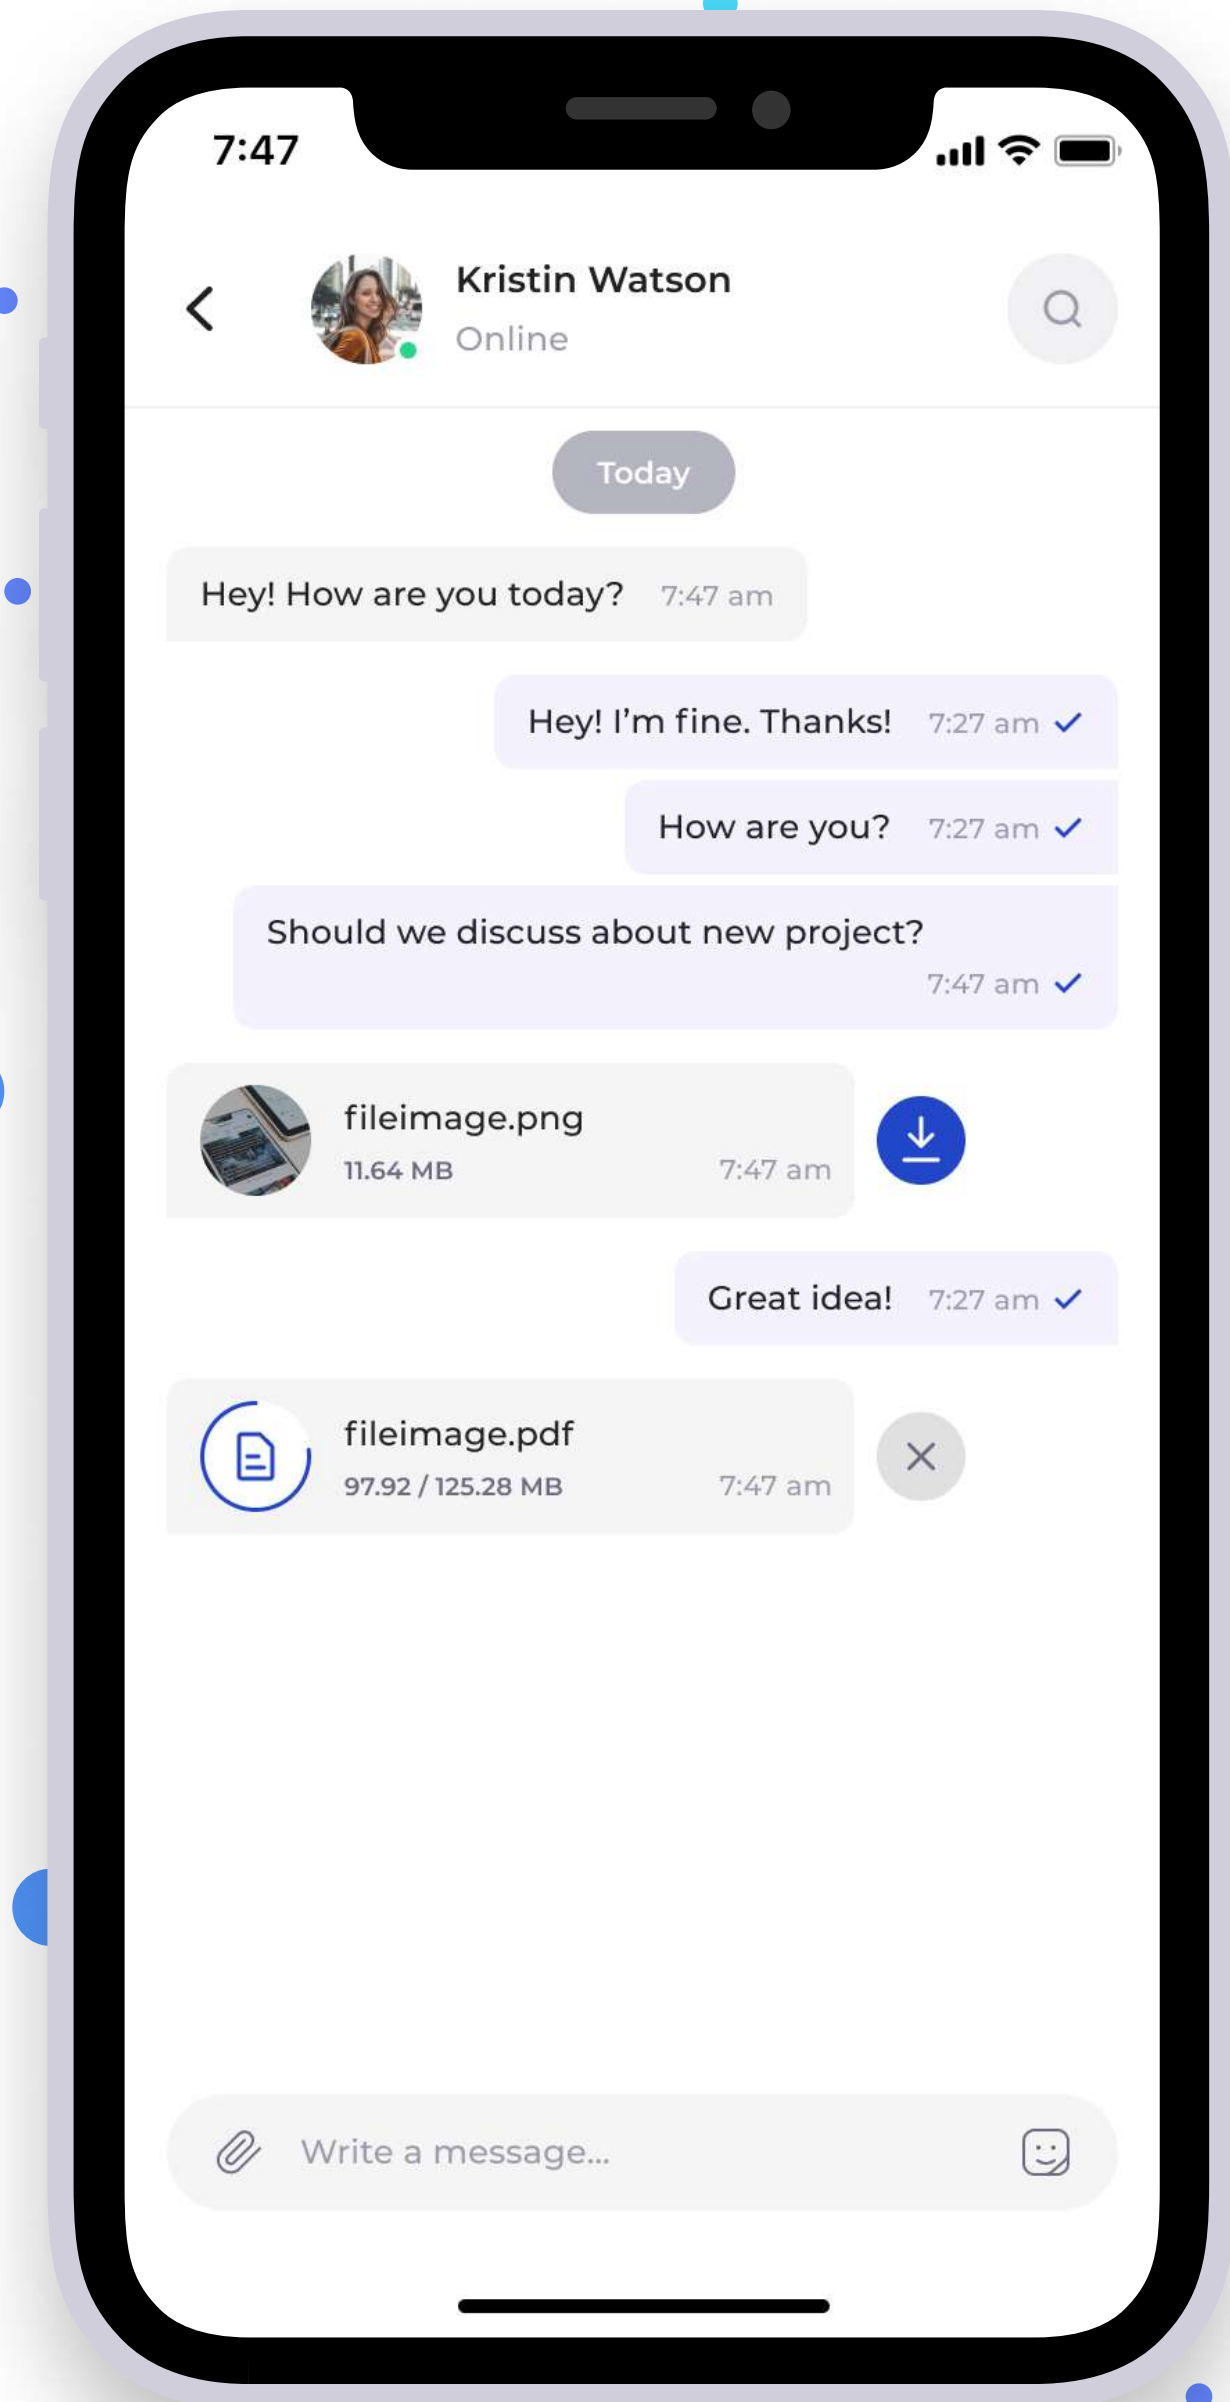 7:47
Kristin Watson
Online
Today
Hey! How are you today? 7:47 am
Hey! I’m fine. Thanks! 7:27 am
How are you? 7:27 am
Should we discuss about new project?
7:47 am
fileimage.png
11.64 MB 7:47 am
Great idea! 7:27 am
fileimage.pdf
97.92 / 125.28 MB 7:47 am
Write a message...